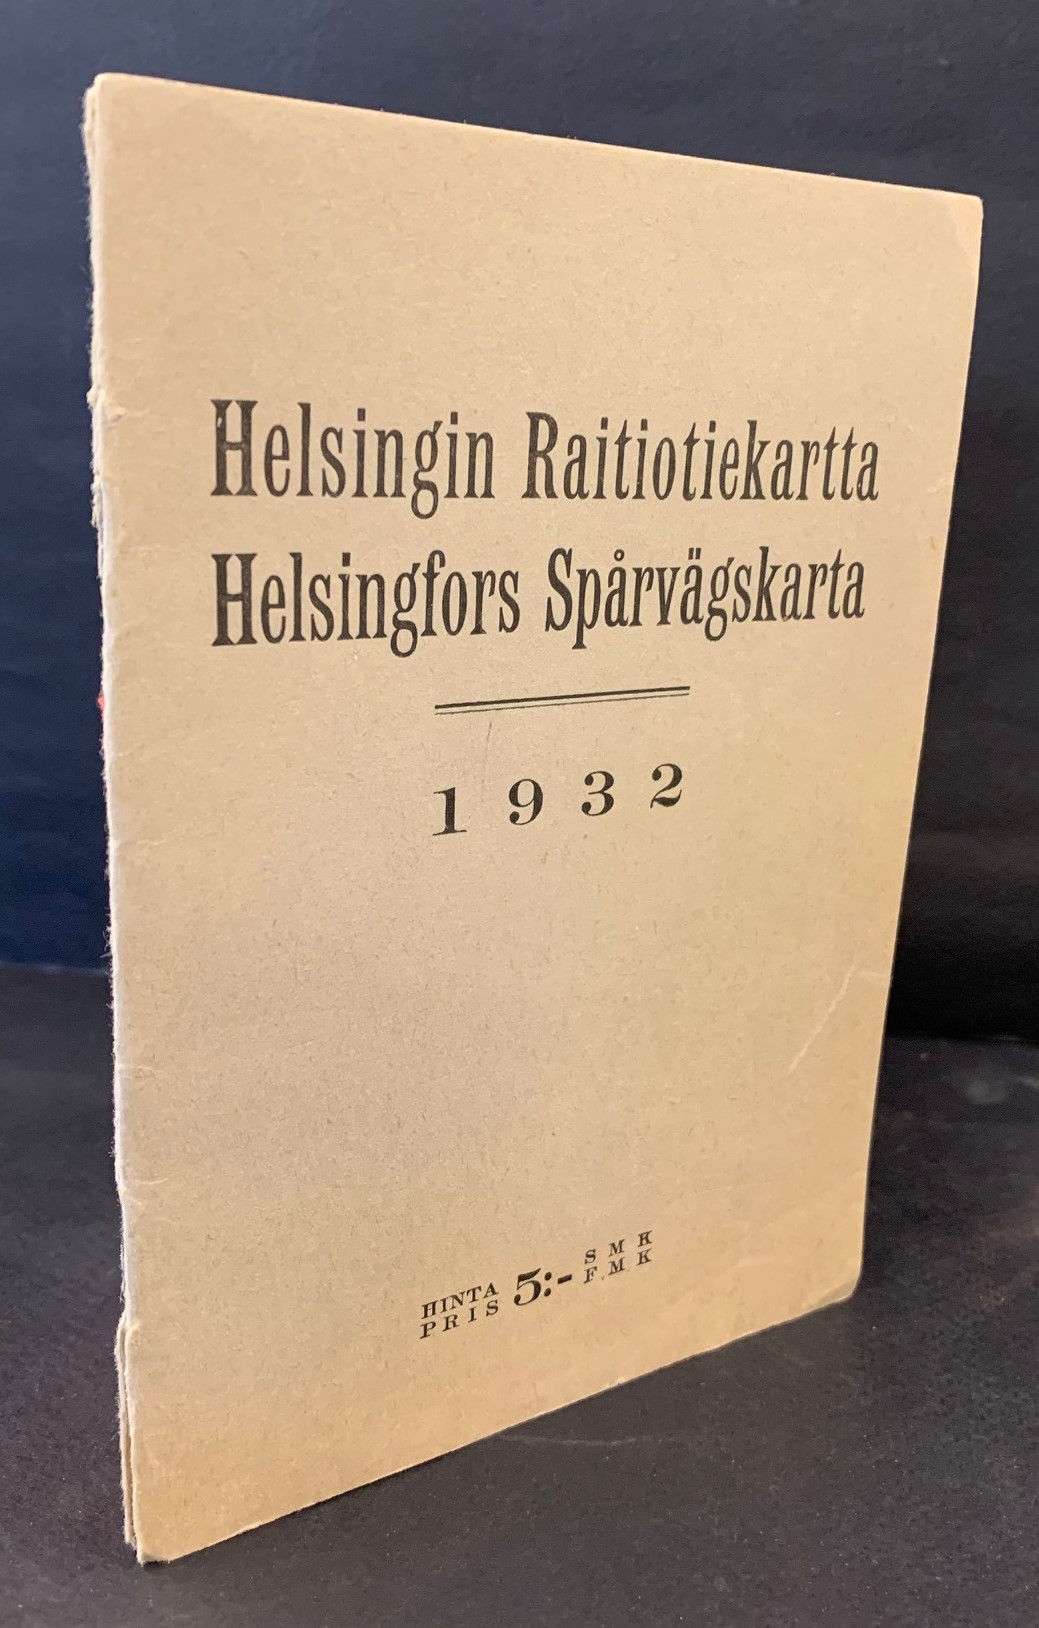 Helsingin Raitiotiekartta
Helsingfors Spårvägskarta
1932
HINTA 5:- SMK
PRIS FMK